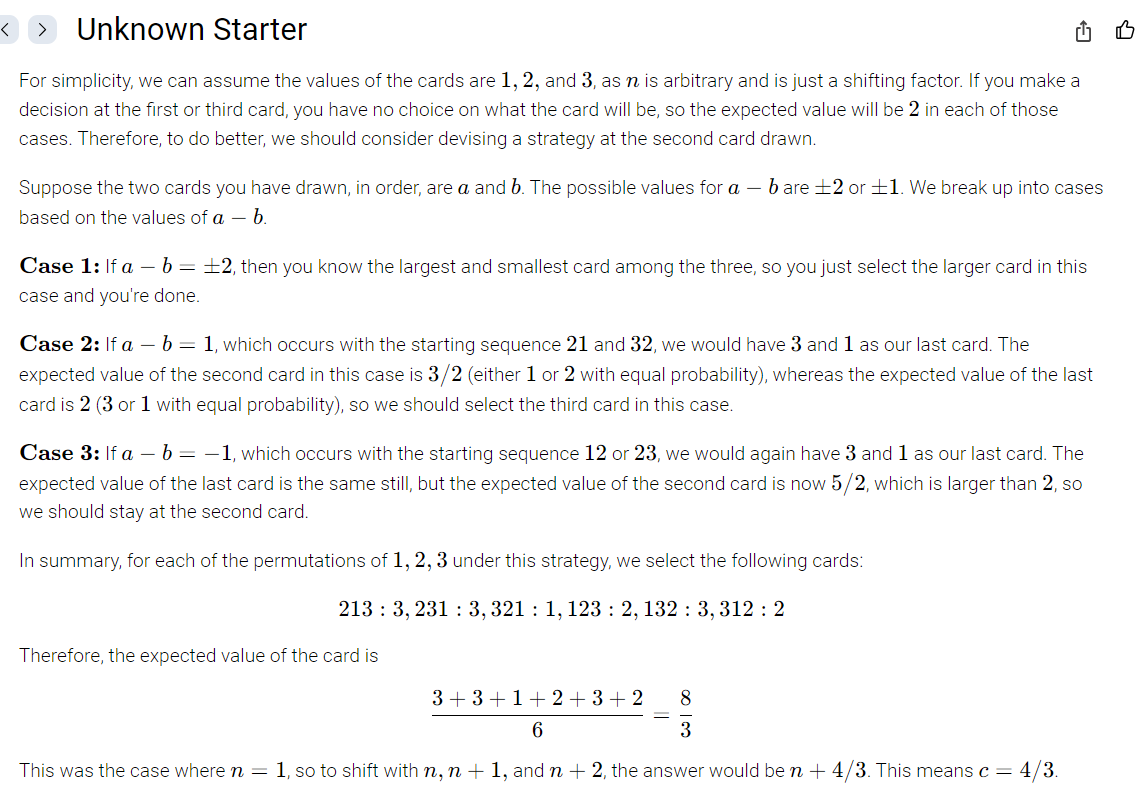 Unknown Starter
For simplicity, we can assume the values of the cards are 1, 2, and 3, as n is arbitrary and is just a shifting factor. If you make a
decision at the first or third card, you have no choice on what the card will be, so the expected value will be 2 in each of those
cases. Therefore, to do better, we should consider devising a strategy at the second card drawn.
Suppose the two cards you have drawn, in order, are a and b. The possible values for a − b are ±2 or ±1. We break up into cases
based on the values of a − b.
Case 1: If a − b = ±2, then you know the largest and smallest card among the three, so you just select the larger card in this
case and you're done.
Case 2: If a − b = 1, which occurs with the starting sequence 21 and 32, we would have 3 and 1 as our last card. The
expected value of the second card in this case is 3/2 (either 1 or 2 with equal probability), whereas the expected value of the last
card is 2 (3 or 1 with equal probability), so we should select the third card in this case.
Case 3: If a − b = −1, which occurs with the starting sequence 12 or 23, we would again have 3 and 1 as our last card. The
expected value of the last card is the same still, but the expected value of the second card is now 5/2, which is larger than 2, so
we should stay at the second card.
In summary, for each of the permutations of 1, 2, 3 under this strategy, we select the following cards:
213 : 3, 231 : 3, 321 : 1, 123 : 2, 132 : 3, 312 : 2
Therefore, the expected value of the card is
3 + 3 + 1 + 2 + 3 + 2 / 6 = 8 / 3
This was the case where n = 1, so to shift with n, n + 1, and n + 2, the answer would be n + 4/3. This means c = 4/3.